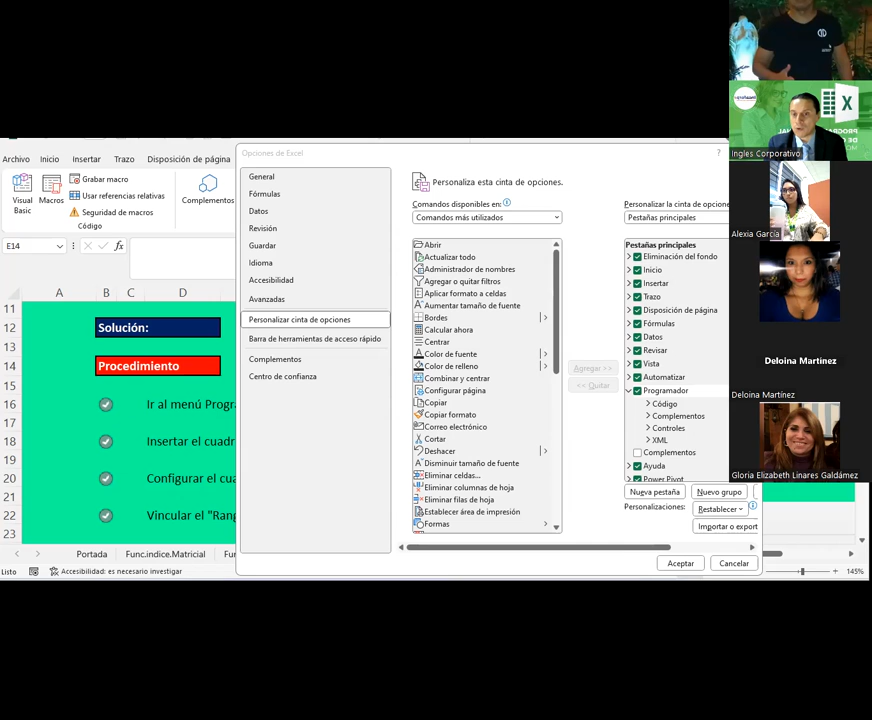 Opciones de Excel
?
Archivo Inicio Insertar Trazo Disposición de página
Visual Basic
Macros
Grabar macro
Usar referencias relativas
Seguridad de macros
Código
Complementos
E14
fx
A B C D
11
12 Solución:
13
14 Procedimiento
15
16 Ir al menú Progra
17
18 Insertar el cuadr
19
20 Configurar el cua
21
22 Vincular el "Rang
23
Portada Func.indice.Matricial Fun
Listo Accesibilidad: es necesario investigar
145%
General
Fórmulas
Datos
Revisión
Guardar
Idioma
Accesibilidad
Avanzadas
Personalizar cinta de opciones
Barra de herramientas de acceso rápido
Complementos
Centro de confianza
Personaliza esta cinta de opciones.
Comandos disponibles en:
Comandos más utilizados
Abrir
Actualizar todo
Administrador de nombres
Agregar o quitar filtros
Aplicar formato a celdas
Aumentar tamaño de fuente
Bordes
Calcular ahora
Centrar
Color de fuente
Color de relleno
Combinar y centrar
Configurar página
Copiar
Copiar formato
Correo electrónico
Cortar
Deshacer
Disminuir tamaño de fuente
Eliminar celdas...
Eliminar columnas de hoja
Eliminar filas de hoja
Establecer área de impresión
Formas
Agregar >>
<< Quitar
Personalizar la cinta de opcione
Pestañas principales
Pestañas principales
Eliminación del fondo
Inicio
Insertar
Trazo
Disposición de página
Fórmulas
Datos
Revisar
Vista
Automatizar
Programador
Código
Complementos
Controles
XML
Complementos
Ayuda
Power Pivot
Nueva pestaña Nuevo grupo
Personalizaciones: Restablecer
Importar o export
Aceptar Cancelar
Ingles Corporativo
Alexia García
Deloina Martinez
Deloina Martínez
Gloria Elizabeth Linares Galdámez